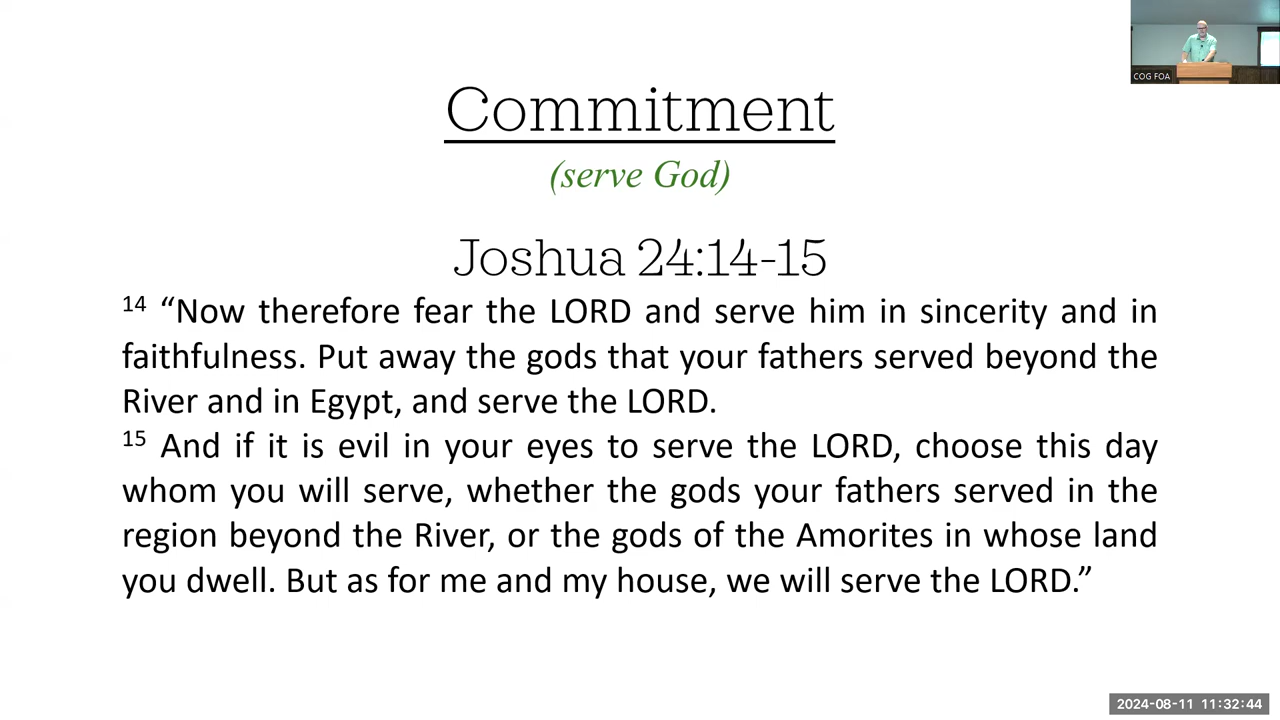 COG FOA
Commitment
(serve God)
Joshua 24:14-15
14 “Now therefore fear the LORD and serve him in sincerity and in
faithfulness. Put away the gods that your fathers served beyond the
River and in Egypt, and serve the LORD.
15 And if it is evil in your eyes to serve the LORD, choose this day
whom you will serve, whether the gods your fathers served in the
region beyond the River, or the gods of the Amorites in whose land
you dwell. But as for me and my house, we will serve the LORD.”
2024-08-11 11:32:44